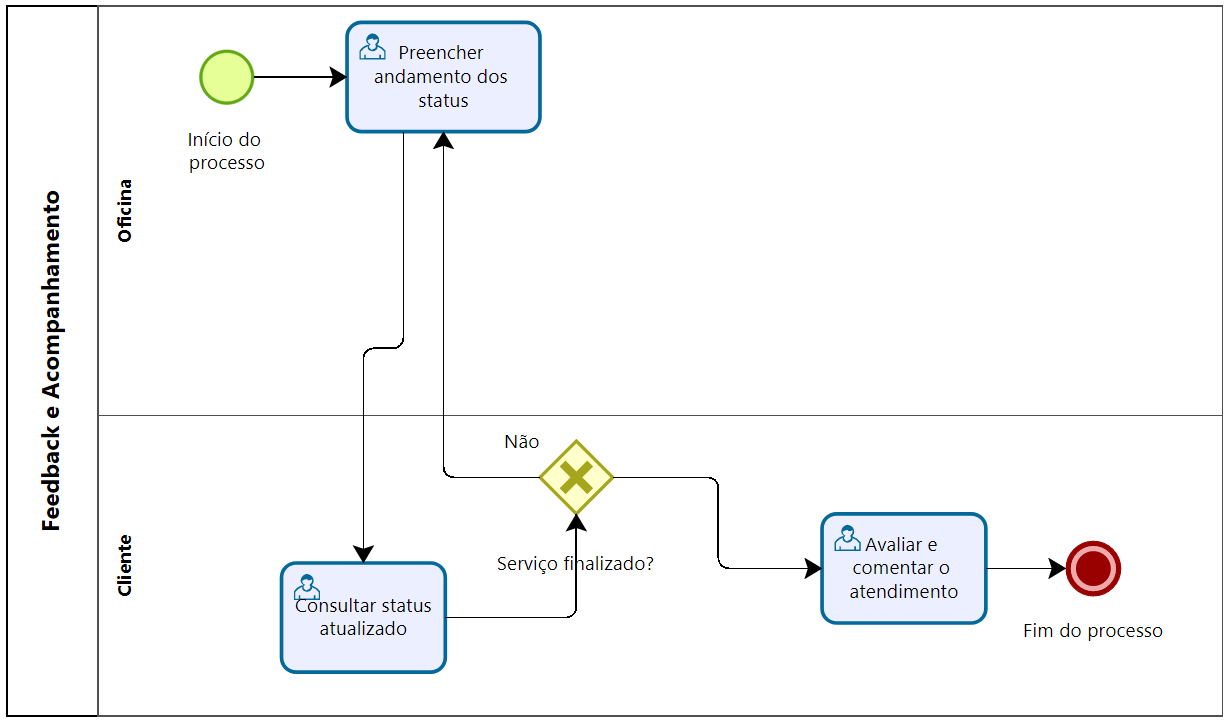 Feedback e Acompanhamento
Oficina
Início do
processo
Preencher
andamento dos
status
Cliente
Consultar status
atualizado
Não
Serviço finalizado?
Avaliar e
comentar o
atendimento
Fim do processo